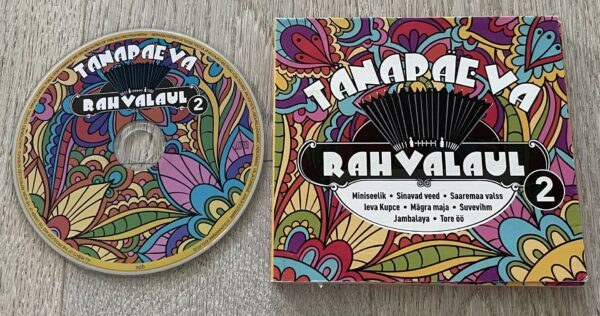 TÄNAPÄEVA
RAHVALAUL 2
TÄNAPÄEVA
RAHVALAUL 2
Miniseelik • Sinavad veed • Saaremaa valss
Ieva Kupce • Mägra maja • Suvevihm
Jambalaya • Tore öö